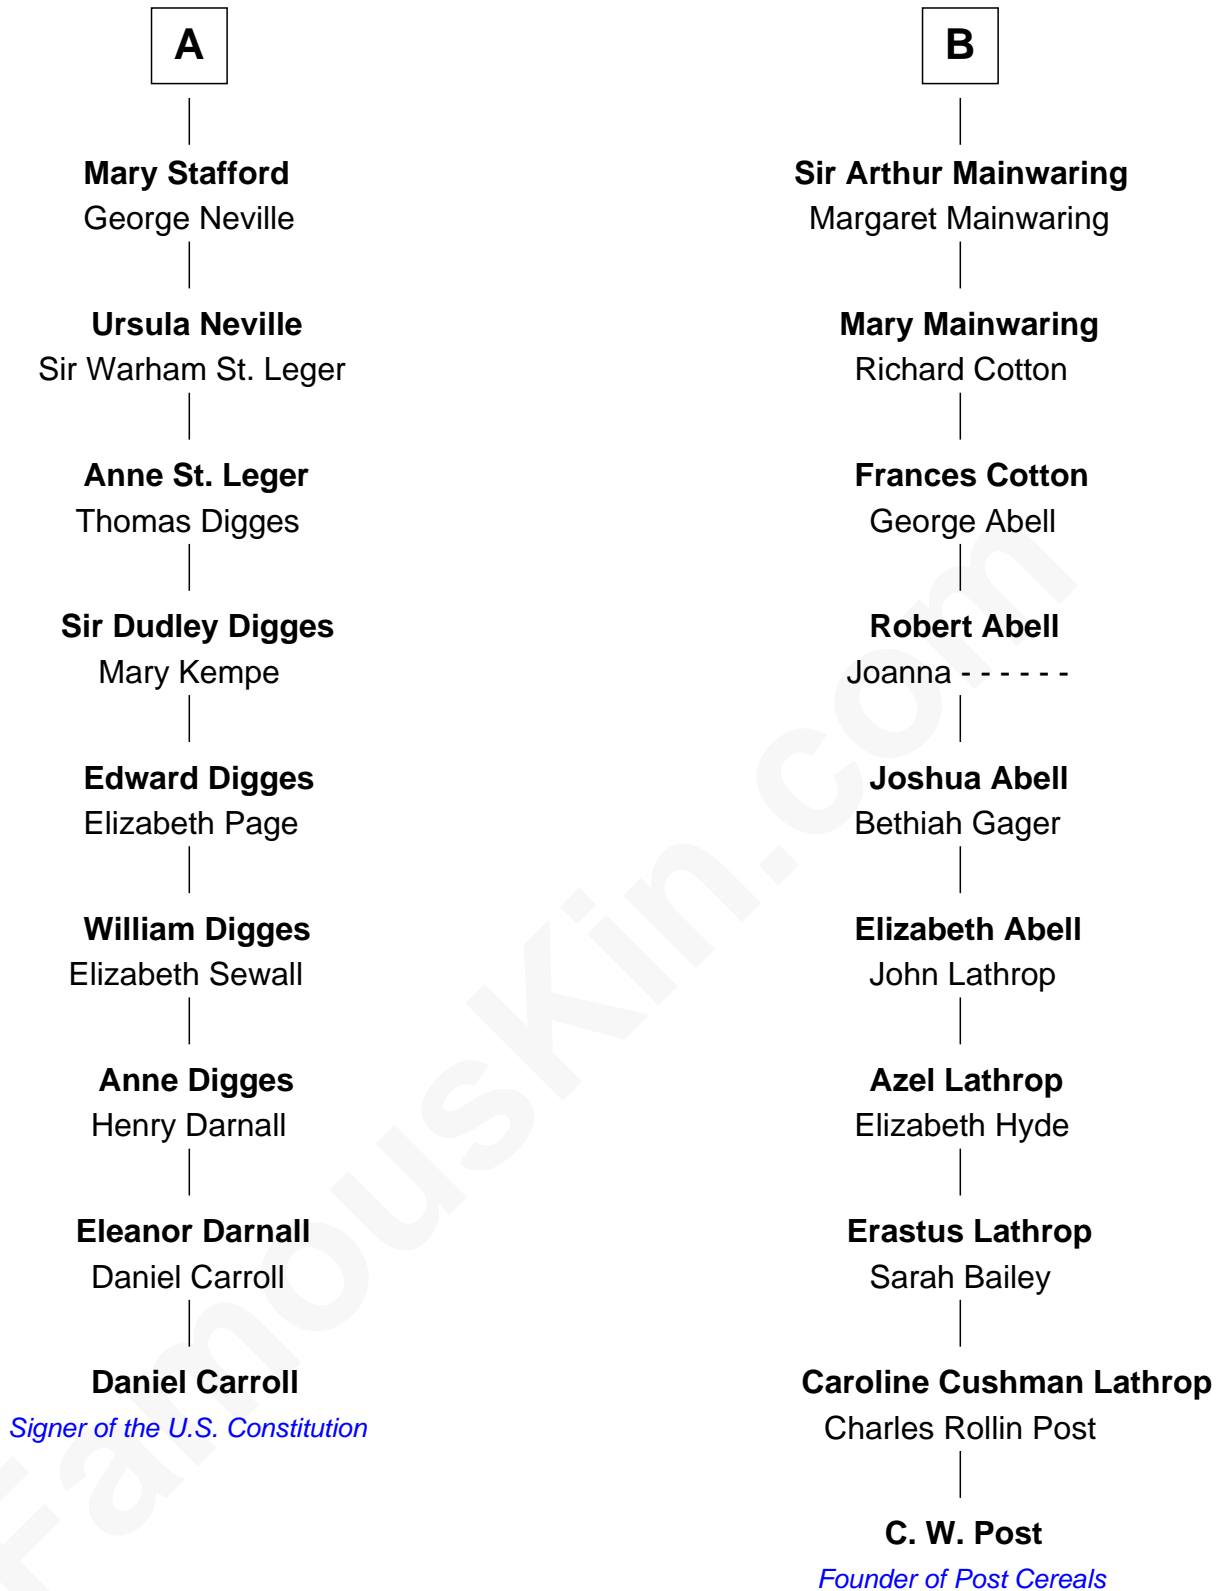 A
Mary Stafford
George Neville
Ursula Neville
Sir Warham St. Leger
Anne St. Leger
Thomas Digges
Sir Dudley Digges
Mary Kempe
Edward Digges
Elizabeth Page
William Digges
Elizabeth Sewall
Anne Digges
Henry Darnall
Eleanor Darnall
Daniel Carroll
Daniel Carroll
Signer of the U.S. Constitution
B
Sir Arthur Mainwaring
Margaret Mainwaring
Mary Mainwaring
Richard Cotton
Frances Cotton
George Abell
Robert Abell
Joanna - - - - - -
Joshua Abell
Bethiah Gager
Elizabeth Abell
John Lathrop
Azel Lathrop
Elizabeth Hyde
Erastus Lathrop
Sarah Bailey
Caroline Cushman Lathrop
Charles Rollin Post
C. W. Post
Founder of Post Cereals
FamousKin.com